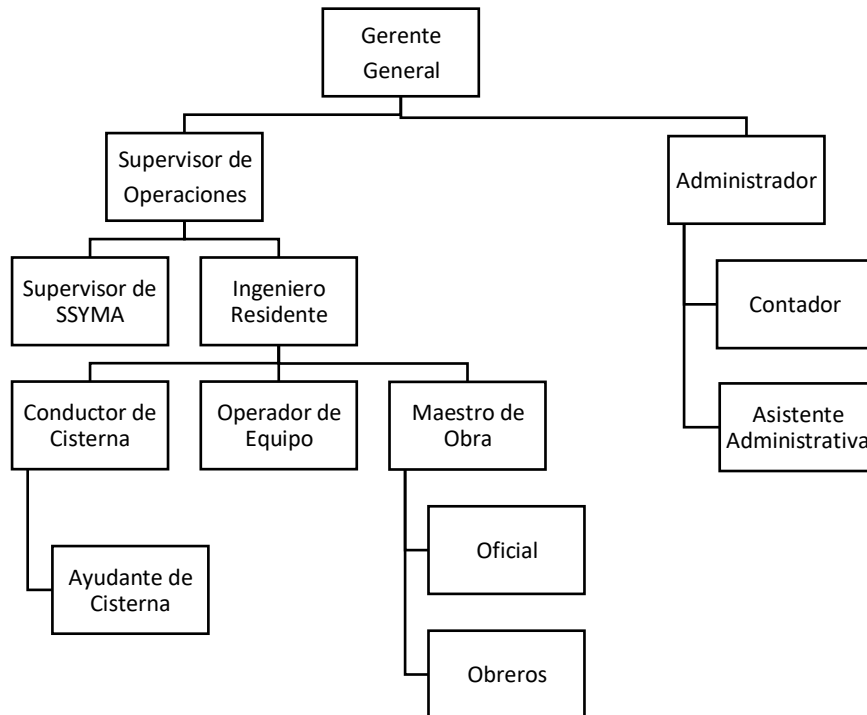 Gerente
General
Supervisor de
Operaciones
Administrador
Supervisor de
SSYMA
Ingeniero
Residente
Contador
Conductor de
Cisterna
Operador de
Equipo
Maestro de
Obra
Asistente
Administrativa
Oficial
Ayudante de
Cisterna
Obreros